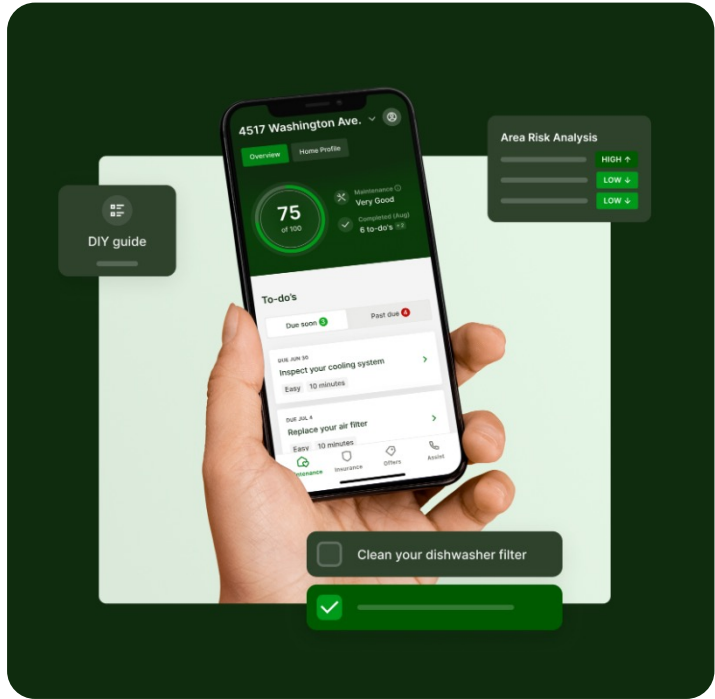 4517 Washington Ave.
Overview
Home Profile
75
of 100
Maintenance
Very Good
Completed (Aug)
6 to-do's +2
Area Risk Analysis
HIGH ↑
LOW ↓
LOW ↓
DIY guide
To-do's
Due soon 3
Past due 4
DUE JUN 30
Inspect your cooling system
Easy 10 minutes
DUE JUL 4
Replace your air filter
Easy 10 minutes
Insurance
Offers
Assist
Clean your dishwasher filter